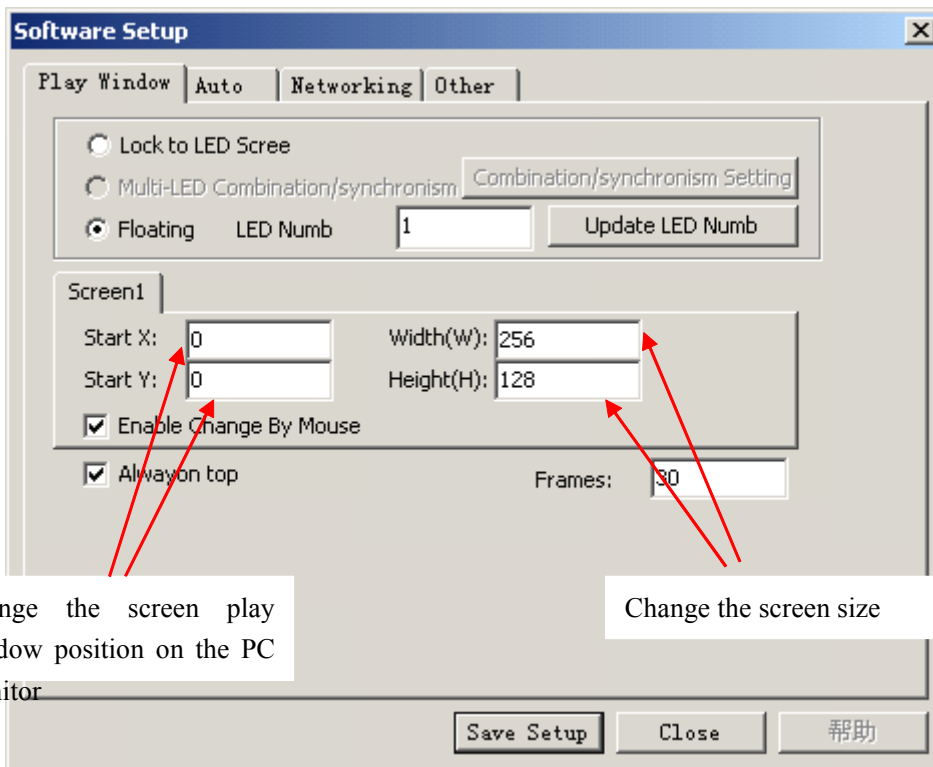 Software Setup
Play Window Auto Networking Other
Lock to LED Scree
Multi-LED Combination/synchronism Combination/synchronism Setting
Floating LED Numb 1 Update LED Numb
Screen1
Start X: 0 Width(W): 256
Start Y: 0 Height(H): 128
Enable Change By Mouse
Alwayon top Frames: 30
nge the screen play
dow position on the PC
itor
Change the screen size
Save Setup Close 帮助